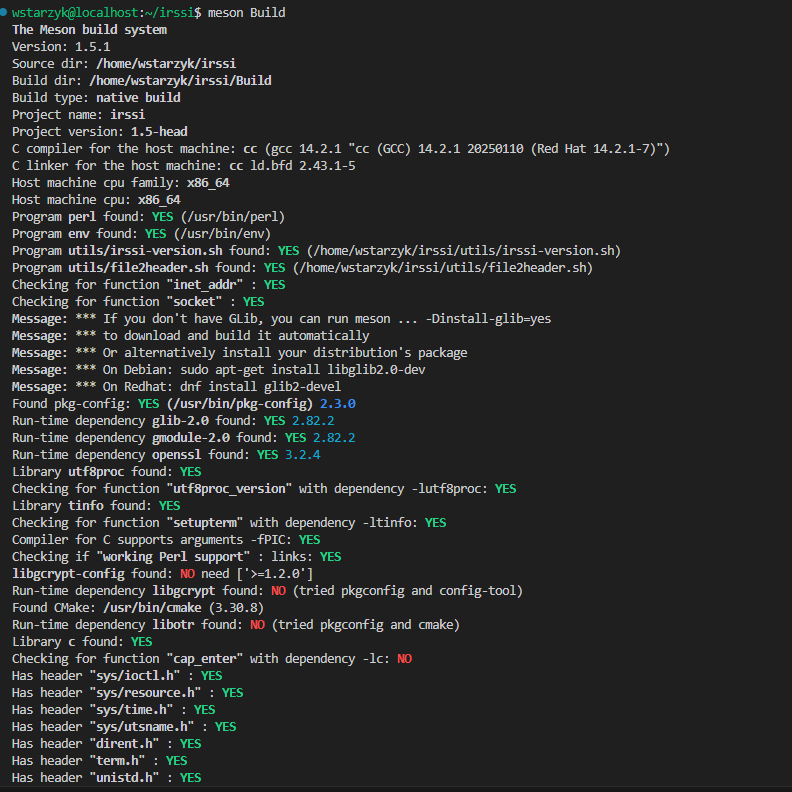 wstarzyk@localhost:~/irssi$ meson Build
The Meson build system
Version: 1.5.1
Source dir: /home/wstarzyk/irssi
Build dir: /home/wstarzyk/irssi/Build
Build type: native build
Project name: irssi
Project version: 1.5-head
C compiler for the host machine: cc (gcc 14.2.1 "cc (GCC) 14.2.1 20250110 (Red Hat 14.2.1-7)")
C linker for the host machine: cc ld.bfd 2.43.1-5
Host machine cpu family: x86_64
Host machine cpu: x86_64
Program perl found: YES (/usr/bin/perl)
Program env found: YES (/usr/bin/env)
Program utils/irssi-version.sh found: YES (/home/wstarzyk/irssi/utils/irssi-version.sh)
Program utils/file2header.sh found: YES (/home/wstarzyk/irssi/utils/file2header.sh)
Checking for function "inet_addr" : YES
Checking for function "socket" : YES
Message: *** If you don't have GLib, you can run meson ... -Dinstall-glib=yes
Message: *** to download and build it automatically
Message: *** Or alternatively install your distribution's package
Message: *** On Debian: sudo apt-get install libglib2.0-dev
Message: *** On Redhat: dnf install glib2-devel
Found pkg-config: YES (/usr/bin/pkg-config) 2.3.0
Run-time dependency glib-2.0 found: YES 2.82.2
Run-time dependency gmodule-2.0 found: YES 2.82.2
Run-time dependency openssl found: YES 3.2.4
Library utf8proc found: YES
Checking for function "utf8proc_version" with dependency -lutf8proc: YES
Library tinfo found: YES
Checking for function "setupterm" with dependency -ltinfo: YES
Compiler for C supports arguments -fPIC: YES
Checking if "working Perl support" : links: YES
libgcrypt-config found: NO need ['>=1.2.0']
Run-time dependency libgcrypt found: NO (tried pkgconfig and config-tool)
Found CMake: /usr/bin/cmake (3.30.8)
Run-time dependency libotr found: NO (tried pkgconfig and cmake)
Library c found: YES
Checking for function "cap_enter" with dependency -lc: NO
Has header "sys/ioctl.h" : YES
Has header "sys/resource.h" : YES
Has header "sys/time.h" : YES
Has header "sys/utsname.h" : YES
Has header "dirent.h" : YES
Has header "term.h" : YES
Has header "unistd.h" : YES